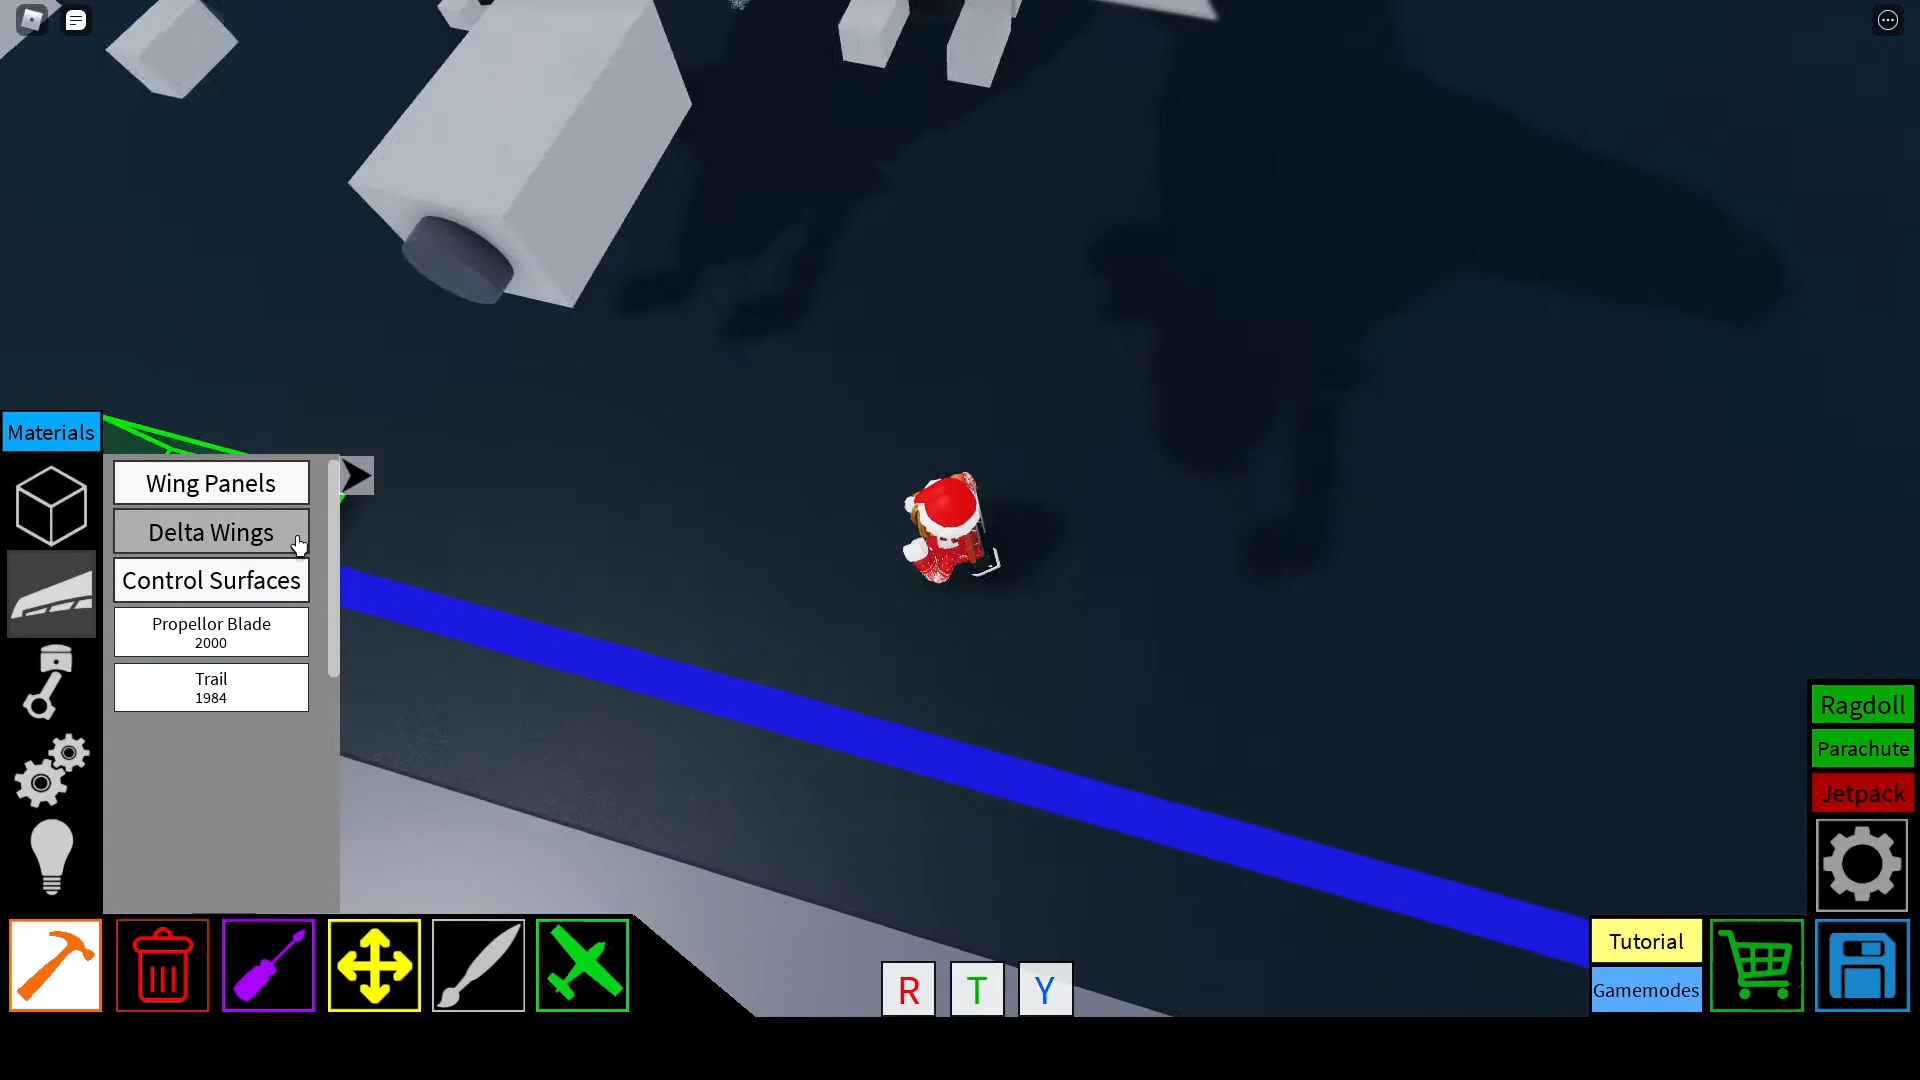 Materials
Wing Panels
Delta Wings
Control Surfaces
Propellor Blade
2000
Trail
1984
Ragdoll
Parachute
Jetpack
Tutorial
Gamemodes
R T Y